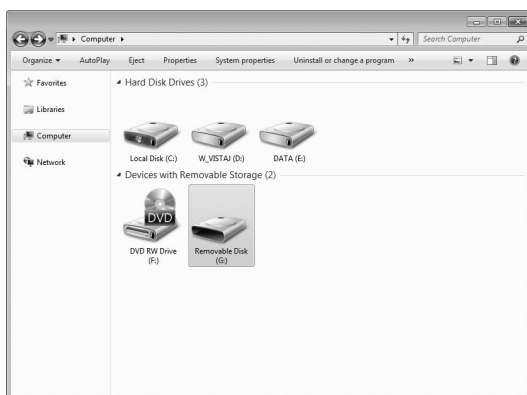 Computer
Search Computer
Organize AutoPlay Eject Properties System properties Uninstall or change a program »
Favorites
Libraries
Computer
Network
Hard Disk Drives (3)
Local Disk (C:) W_VISTAJ (D:) DATA (E:)
Devices with Removable Storage (2)
DVD
DVD RW Drive Removable Disk
(F:) (G:)